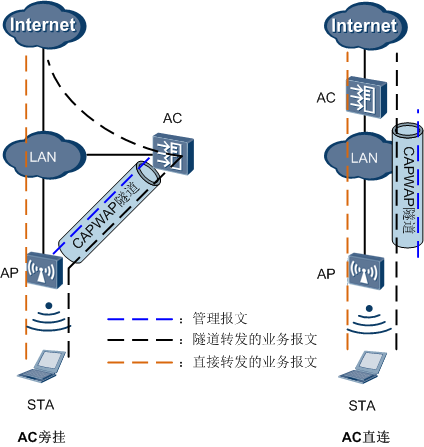 Internet
AC
LAN
CAPWAP隧道
AP
STA
AC旁挂
Internet
AC
LAN
CAPWAP隧道
AP
STA
AC直连
：管理报文
：隧道转发的业务报文
：直接转发的业务报文